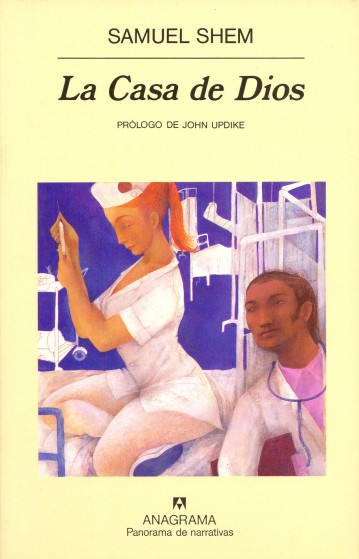 SAMUEL SHEM
La Casa de Dios
PRÓLOGO DE JOHN UPDIKE
ANAGRAMA
Panorama de narrativas